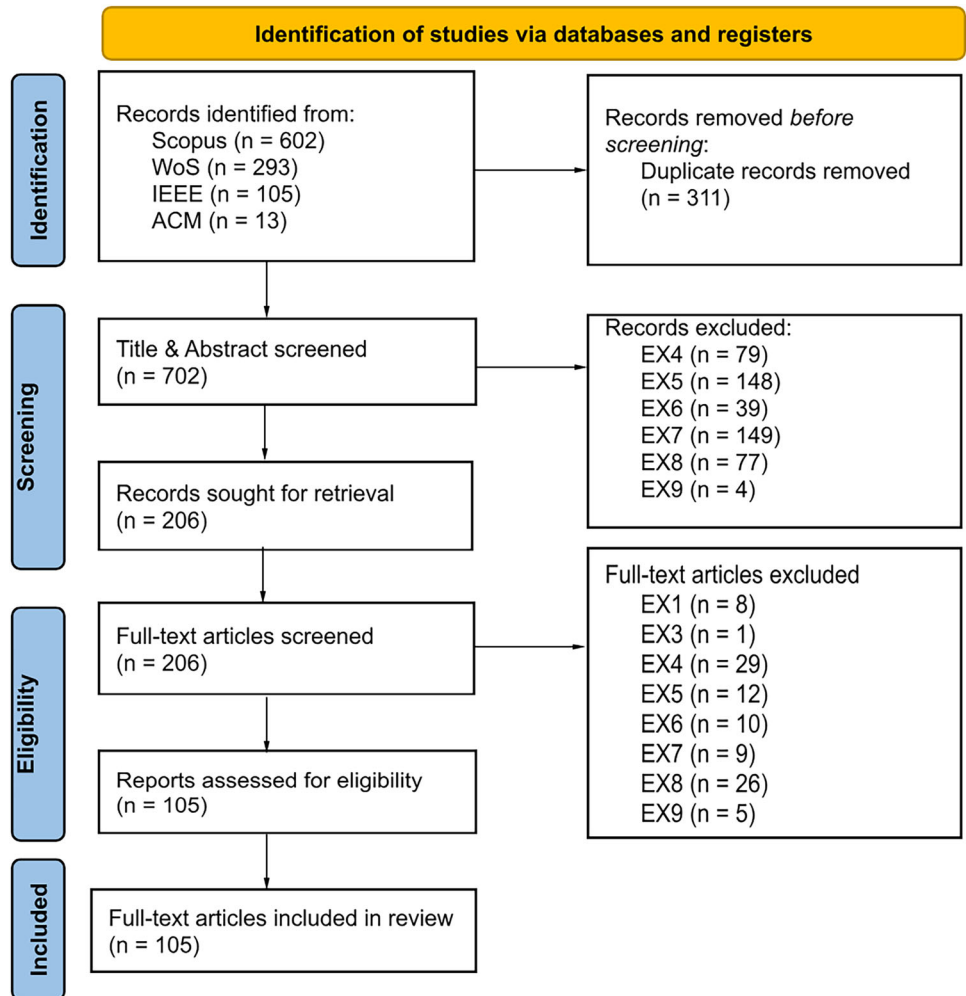 Identification of studies via databases and registers
Identification
Records identified from:
Scopus (n = 602)
WoS (n = 293)
IEEE (n = 105)
ACM (n = 13)
Records removed before
screening:
Duplicate records removed
(n = 311)
Screening
Title & Abstract screened
(n = 702)
Records excluded:
EX4 (n = 79)
EX5 (n = 148)
EX6 (n = 39)
EX7 (n = 149)
EX8 (n = 77)
EX9 (n = 4)
Records sought for retrieval
(n = 206)
Eligibility
Full-text articles screened
(n = 206)
Full-text articles excluded
EX1 (n = 8)
EX3 (n = 1)
EX4 (n = 29)
EX5 (n = 12)
EX6 (n = 10)
EX7 (n = 9)
EX8 (n = 26)
EX9 (n = 5)
Reports assessed for eligibility
(n = 105)
Included
Full-text articles included in review
(n = 105)